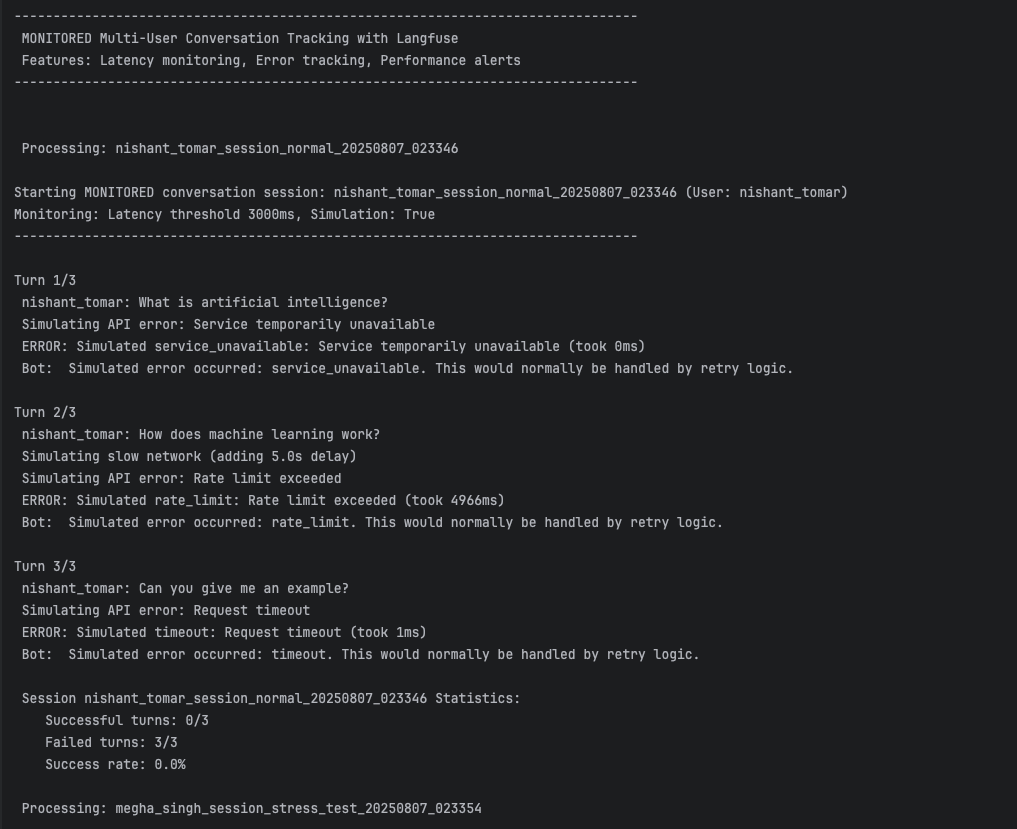 --------------------------------------------------------------------------------
MONITORED Multi-User Conversation Tracking with Langfuse
Features: Latency monitoring, Error tracking, Performance alerts
--------------------------------------------------------------------------------
Processing: nishant_tomar_session_normal_20250807_023346
Starting MONITORED conversation session: nishant_tomar_session_normal_20250807_023346 (User: nishant_tomar)
Monitoring: Latency threshold 3000ms, Simulation: True
--------------------------------------------------------------------------------
Turn 1/3
nishant_tomar: What is artificial intelligence?
Simulating API error: Service temporarily unavailable
ERROR: Simulated service_unavailable: Service temporarily unavailable (took 0ms)
Bot:  Simulated error occurred: service_unavailable. This would normally be handled by retry logic.
Turn 2/3
nishant_tomar: How does machine learning work?
Simulating slow network (adding 5.0s delay)
Simulating API error: Rate limit exceeded
ERROR: Simulated rate_limit: Rate limit exceeded (took 4966ms)
Bot:  Simulated error occurred: rate_limit. This would normally be handled by retry logic.
Turn 3/3
nishant_tomar: Can you give me an example?
Simulating API error: Request timeout
ERROR: Simulated timeout: Request timeout (took 1ms)
Bot:  Simulated error occurred: timeout. This would normally be handled by retry logic.
Session nishant_tomar_session_normal_20250807_023346 Statistics:
Successful turns: 0/3
Failed turns: 3/3
Success rate: 0.0%
Processing: megha_singh_session_stress_test_20250807_023354